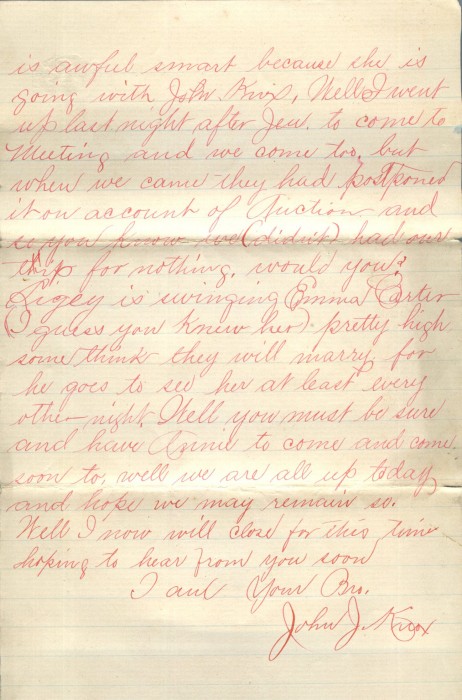 is awful smart because she is
going with John Knox, Well I went
up last night after Jen. to come to
Meeting and we come too, but
when we came they had postponed
it on account of Auction and
so you know we (didn't) had our
trip for nothing. would you?
Ligey is swinging Emma Carter
(I guess you knew her) pretty high
some think they will marry, for
he goes to see her at least every
other night Well you must be sure
and have Annie to come and come
soon to, well we are all up today,
and hope we may remain so.
Well I now will close for this time
hoping to hear from you soon
I am Your Bro.
John J. Knox